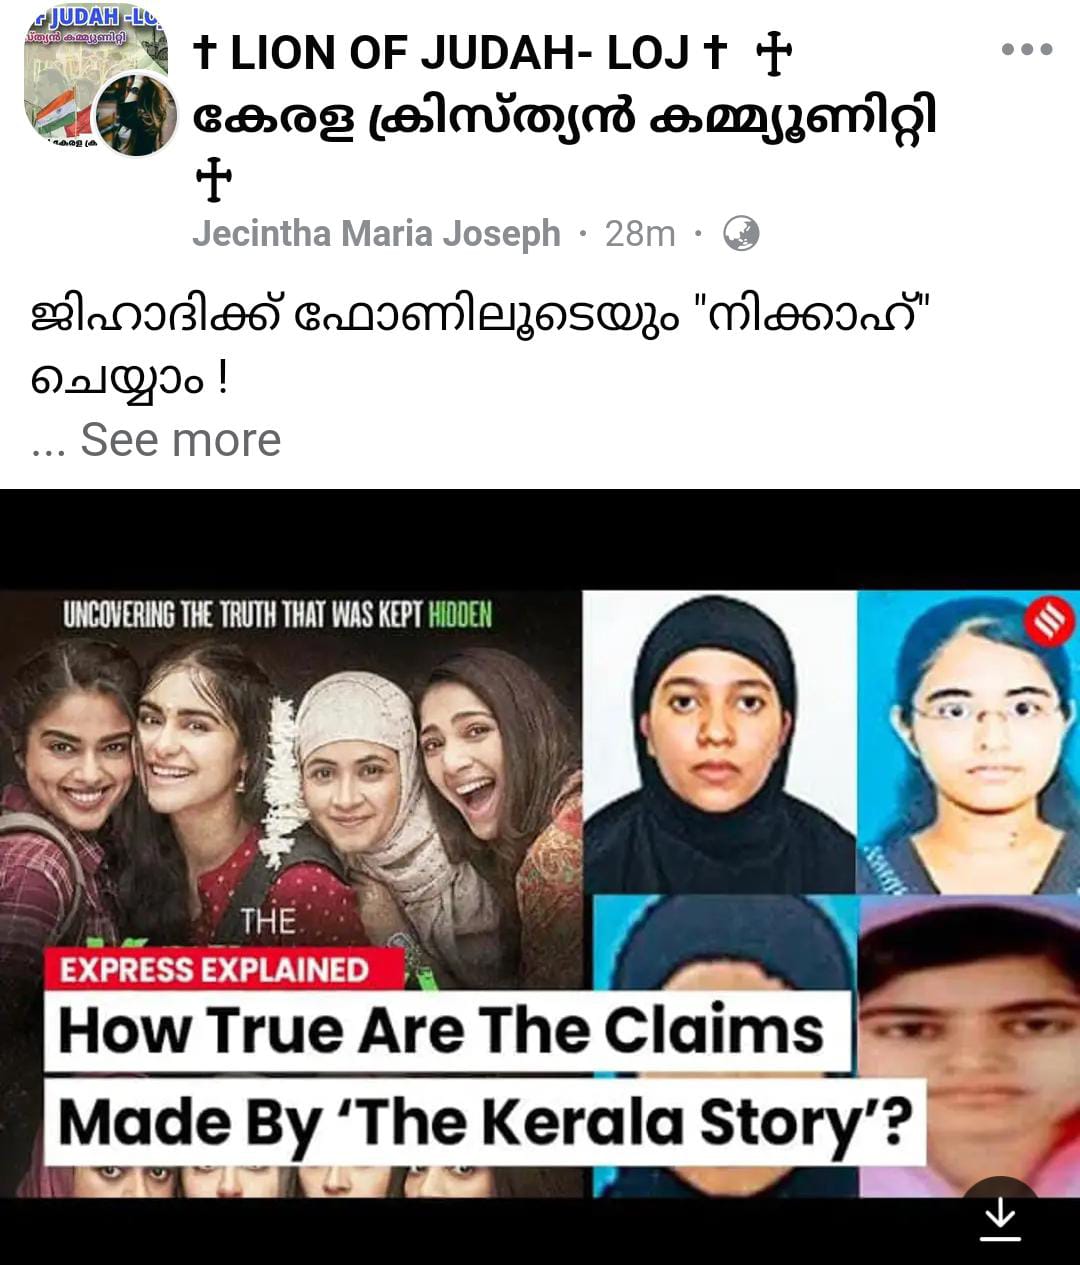 JUDAH -LO
ക്രിസ്ത്യൻ കമ്മ്യൂണിറ്റി
† LION OF JUDAH- LOJ † ✢
കേരള ക്രിസ്ത്യൻ കമ്മ്യൂണിറ്റി
✢
Jecintha Maria Joseph · 28m ·
ജിഹാദിക്ക് ഫോണിലൂടെയും "നിക്കാഹ്"
ചെയ്യാം !
... See more
UNCOVERING THE TRUTH THAT WAS KEPT HIDDEN
THE
EXPRESS EXPLAINED
How True Are The Claims
Made By ‘The Kerala Story’?